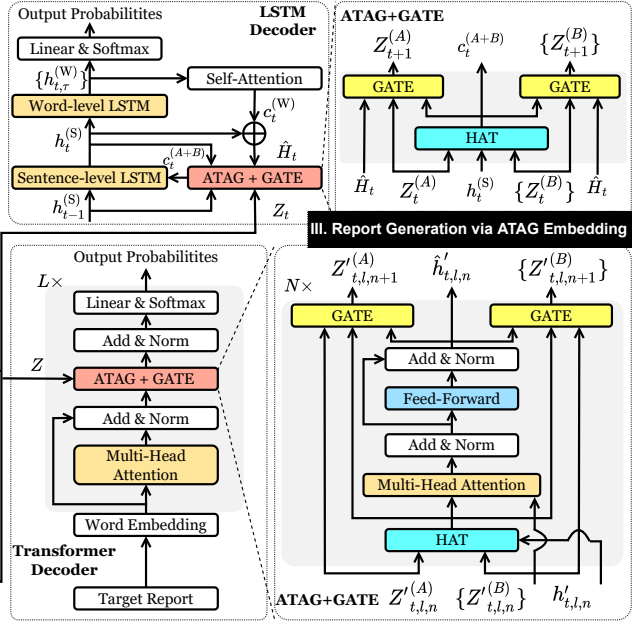 Output Probabilitites
LSTM
Decoder
Linear & Softmax
{h_{t,τ}^{(W)}}
Self-Attention
Word-level LSTM
c_t^{(W)}
h_t^{(S)}
c_t^{(A+B)}
Ĥ_t
Sentence-level LSTM
ATAG + GATE
h_{t-1}^{(S)}
Z_t
ATAG+GATE
Z_{t+1}^{(A)}
c_t^{(A+B)}
{Z_{t+1}^{(B)}}
GATE
GATE
HAT
Ĥ_t
Z_t^{(A)}
h_t^{(S)}
{Z_t^{(B)}}
Ĥ_t
III. Report Generation via ATAG Embedding
Output Probabilitites
L×
Linear & Softmax
Add & Norm
Z
ATAG + GATE
Add & Norm
Multi-Head
Attention
Word Embedding
Transformer
Decoder
Target Report
N×
Z'_{t,l,n+1}^{(A)}
ĥ'_{t,l,n}
{Z'_{t,l,n+1}^{(B)}}
GATE
GATE
Add & Norm
Feed-Forward
Add & Norm
Multi-Head Attention
HAT
ATAG+GATE
Z'_{t,l,n}^{(A)}
{Z'_{t,l,n}^{(B)}}
h'_{t,l,n}